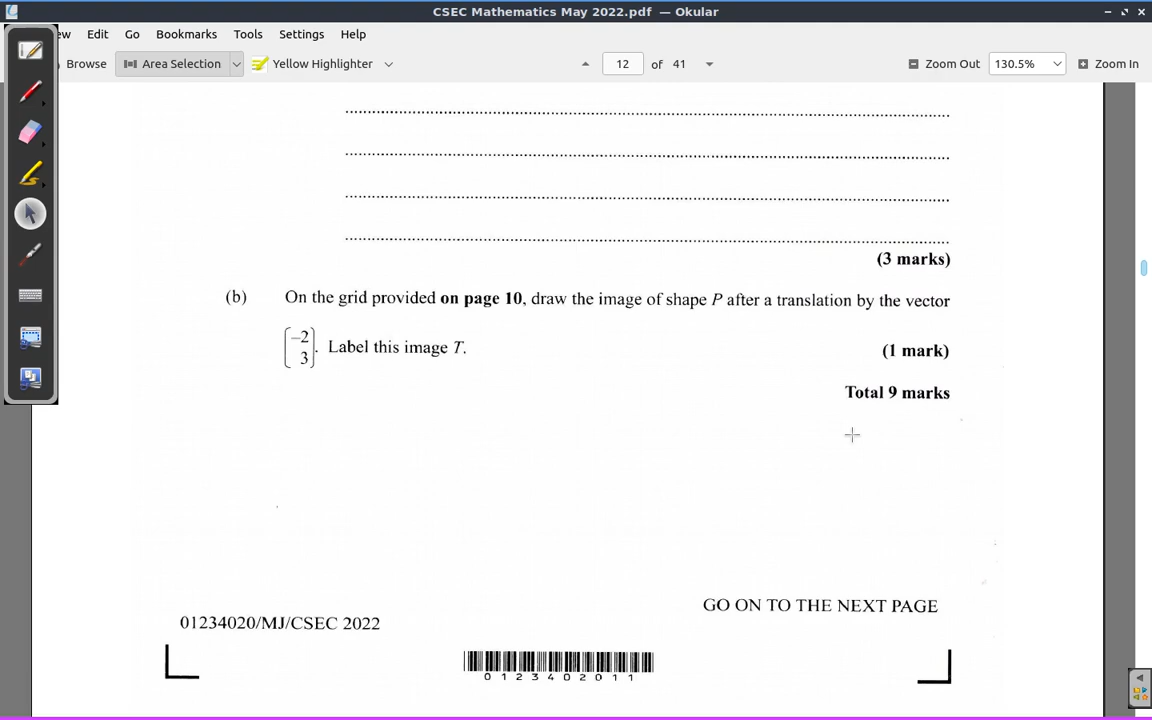 CSEC Mathematics May 2022.pdf — Okular
ew Edit Go Bookmarks Tools Settings Help
Browse Area Selection Yellow Highlighter 12 of 41 Zoom Out 130.5% Zoom In
(3 marks)
(b) On the grid provided on page 10, draw the image of shape P after a translation by the vector
[-2
3]. Label this image T. (1 mark)
Total 9 marks
GO ON TO THE NEXT PAGE
01234020/MJ/CSEC 2022
0 1 2 3 4 0 2 0 1 1